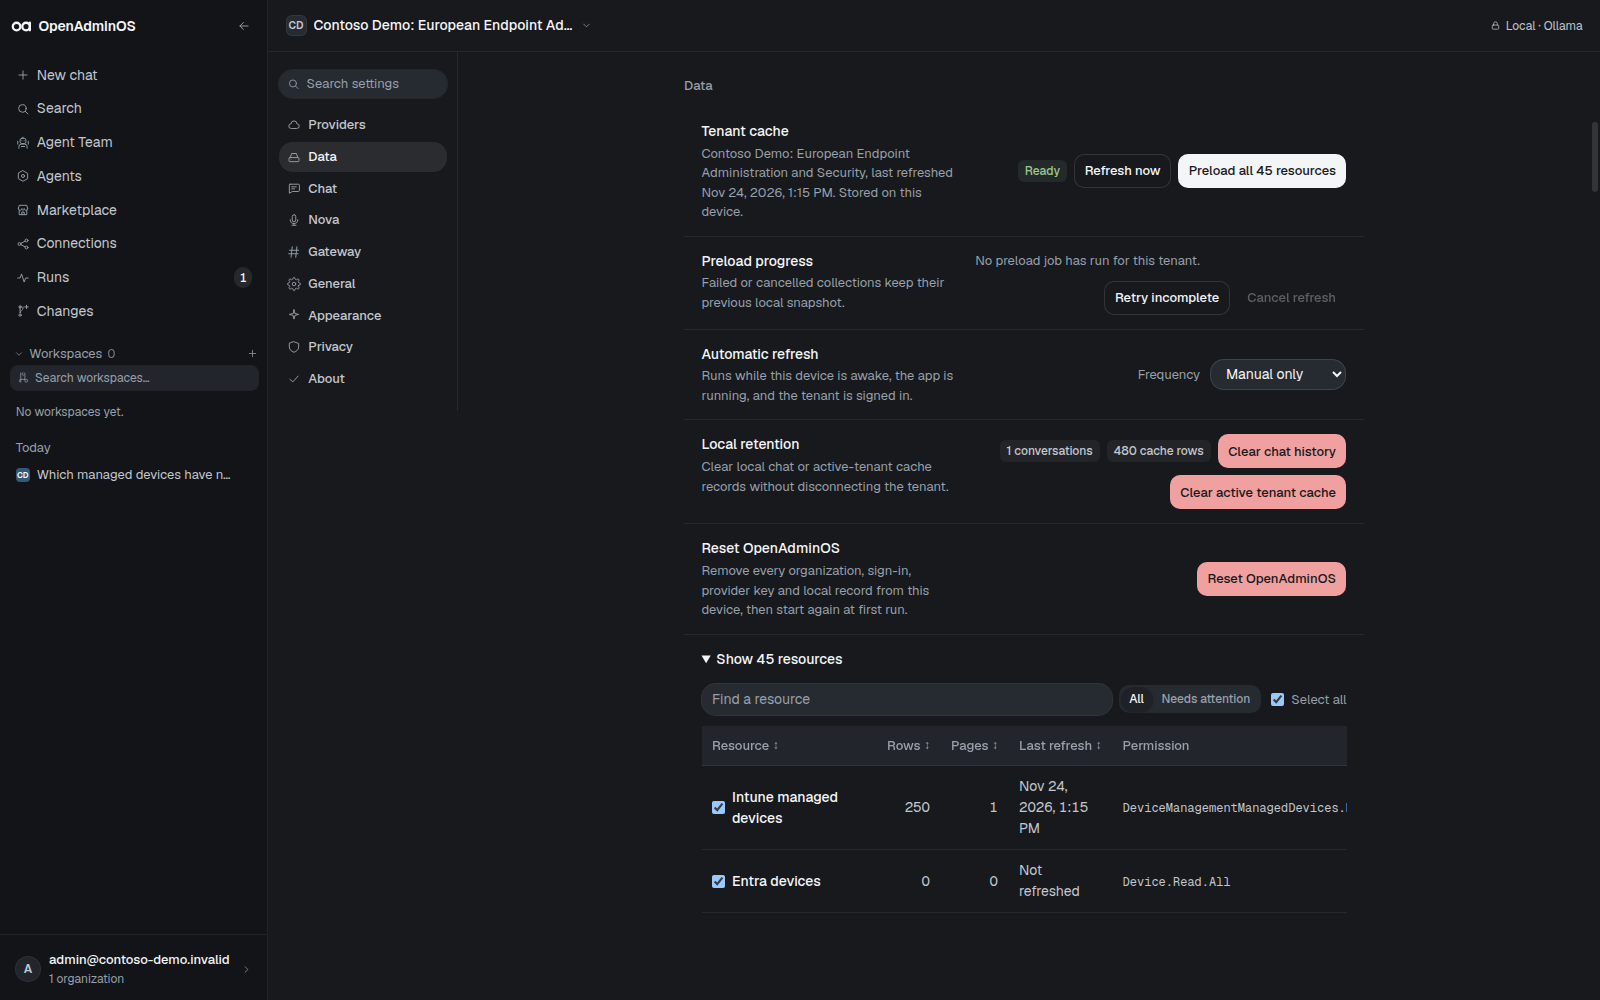 OpenAdminOS
New chat
Search
Agent Team
Agents
Marketplace
Connections
Runs 1
Changes
Workspaces 0
Search workspaces...
No workspaces yet.
Today
CD Which managed devices have n...
A admin@contoso-demo.invalid
1 organization
CD Contoso Demo: European Endpoint Ad...
Local · Ollama
Search settings
Providers
Data
Chat
Nova
Gateway
General
Appearance
Privacy
About
Data
Tenant cache
Contoso Demo: European Endpoint
Administration and Security, last refreshed
Nov 24, 2026, 1:15 PM. Stored on this
device.
Ready Refresh now Preload all 45 resources
Preload progress
Failed or cancelled collections keep their
previous local snapshot.
No preload job has run for this tenant.
Retry incomplete Cancel refresh
Automatic refresh
Runs while this device is awake, the app is
running, and the tenant is signed in.
Frequency Manual only
Local retention
Clear local chat or active-tenant cache
records without disconnecting the tenant.
1 conversations 480 cache rows Clear chat history
Clear active tenant cache
Reset OpenAdminOS
Remove every organization, sign-in,
provider key and local record from this
device, then start again at first run.
Reset OpenAdminOS
Show 45 resources
Find a resource All Needs attention Select all
Resource Rows Pages Last refresh Permission
Intune managed
devices
250 1
Nov 24,
2026, 1:15
PM
DeviceManagementManagedDevices.
Entra devices 0 0
Not
refreshed
Device.Read.All